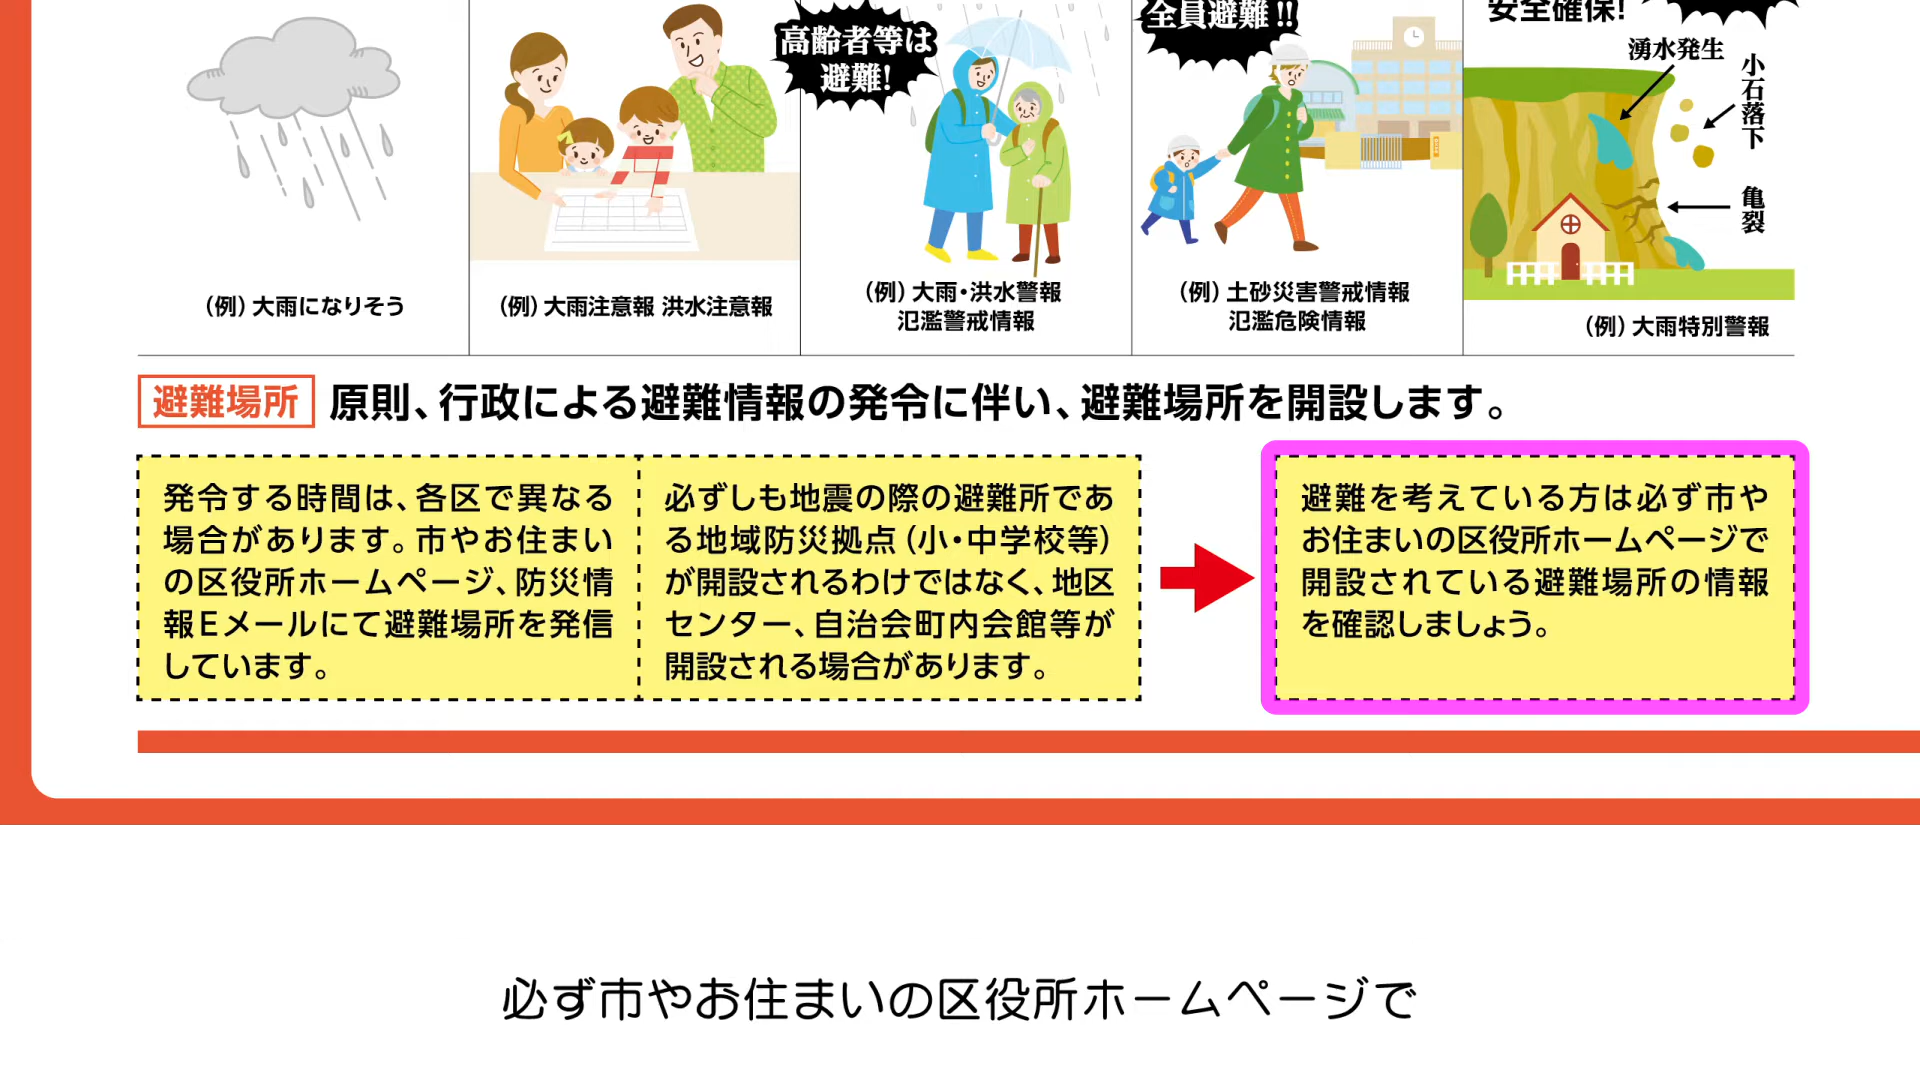 高齢者等は
避難!
全員避難!!
安全確保!
湧水発生
小石落下
亀裂
(例)大雨になりそう
(例)大雨注意報 洪水注意報
(例)大雨・洪水警報
氾濫警戒情報
(例)土砂災害警戒情報
氾濫危険情報
(例)大雨特別警報
避難場所 原則、行政による避難情報の発令に伴い、避難場所を開設します。
発令する時間は、各区で異なる
場合があります。市やお住まい
の区役所ホームページ、防災情
報Eメールにて避難場所を発信
しています。
必ずしも地震の際の避難所であ
る地域防災拠点(小・中学校等)
が開設されるわけではなく、地区
センター、自治会町内会館等が
開設される場合があります。
避難を考えている方は必ず市や
お住まいの区役所ホームページで
開設されている避難場所の情報
を確認しましょう。
必ず市やお住まいの区役所ホームページで